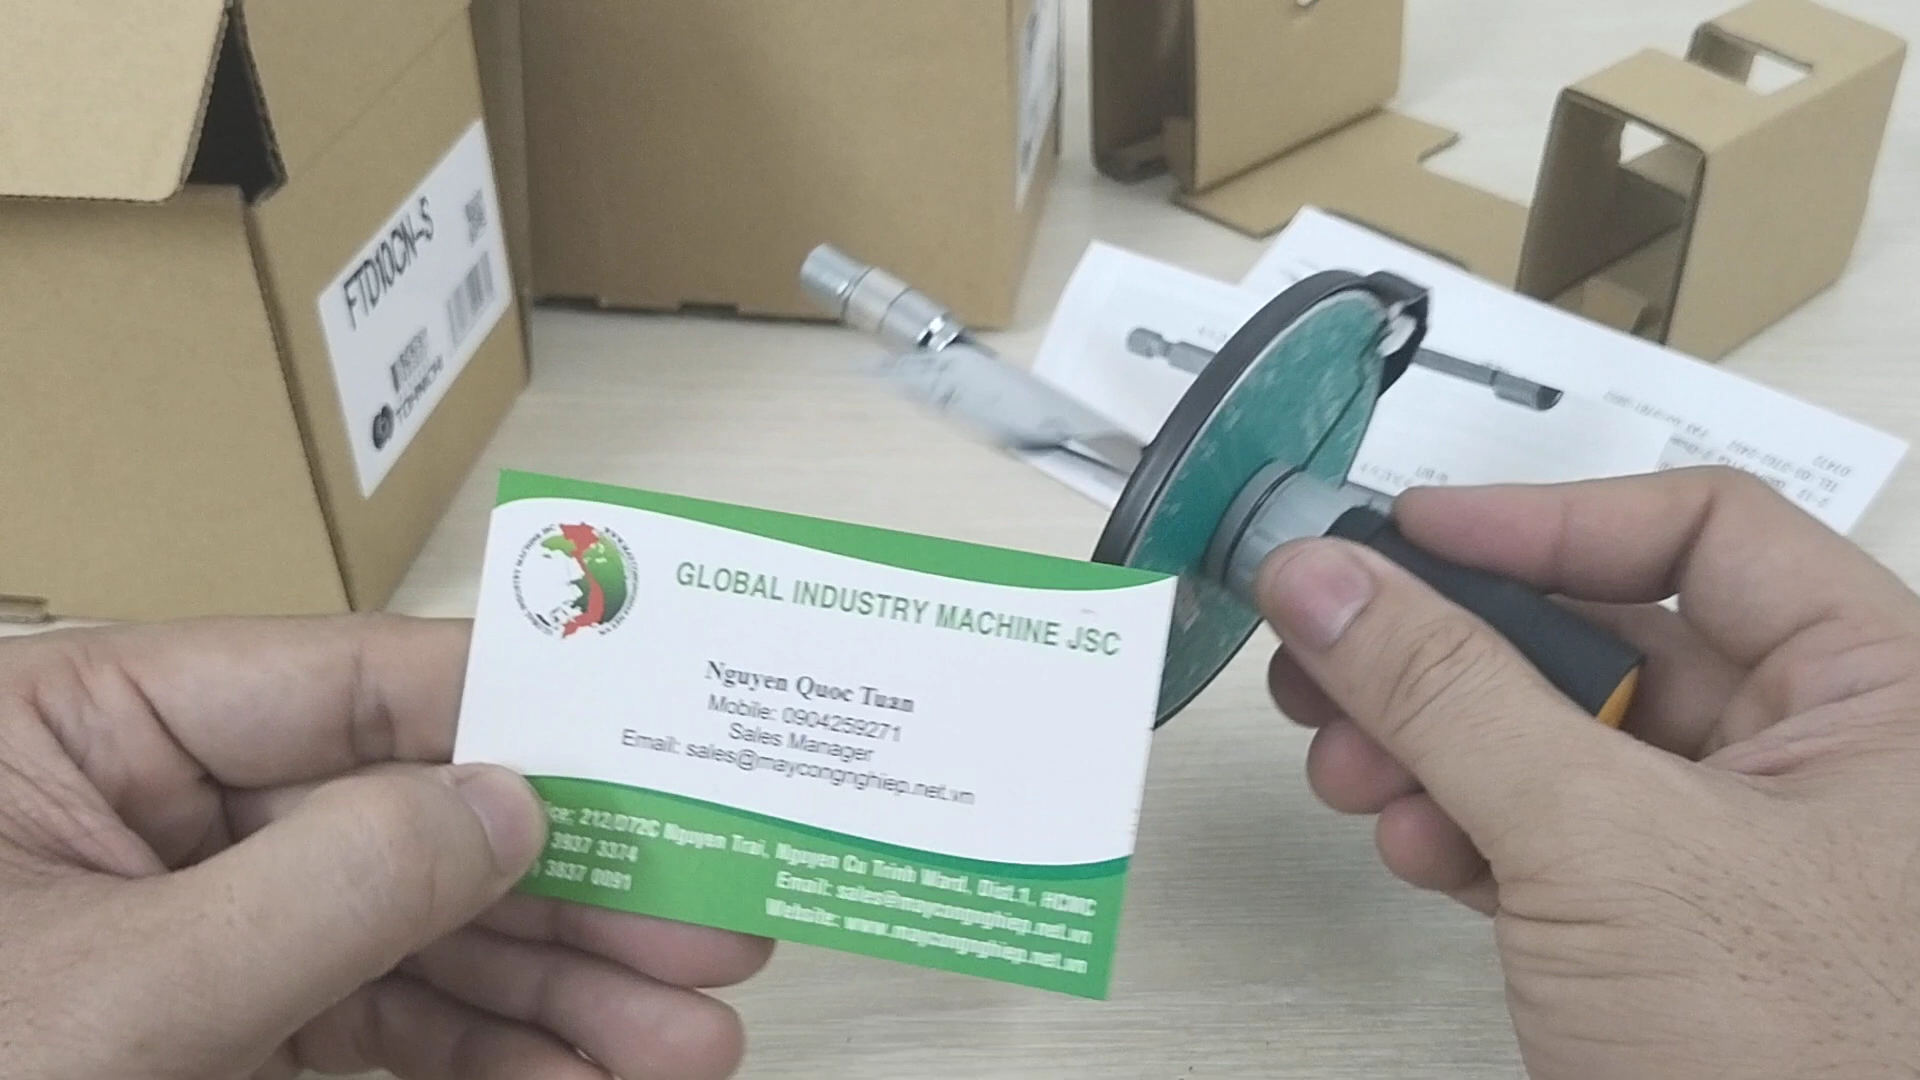 FTD10CN-S
TOHNICHI
GLOBAL INDUSTRY MACHINE JSC
Nguyen Quoc Tuan
Mobile: 0904259271
Sales Manager
Email: sales@maycongnghiep.net.vn
212/D72C Nguyen Trai, Nguyen Cu Trinh Ward, Dist.1, HCMC
3937 3374
Email: sales@maycongnghiep.net.vn
3837 0091
Website: www.maycongnghiep.net.vn